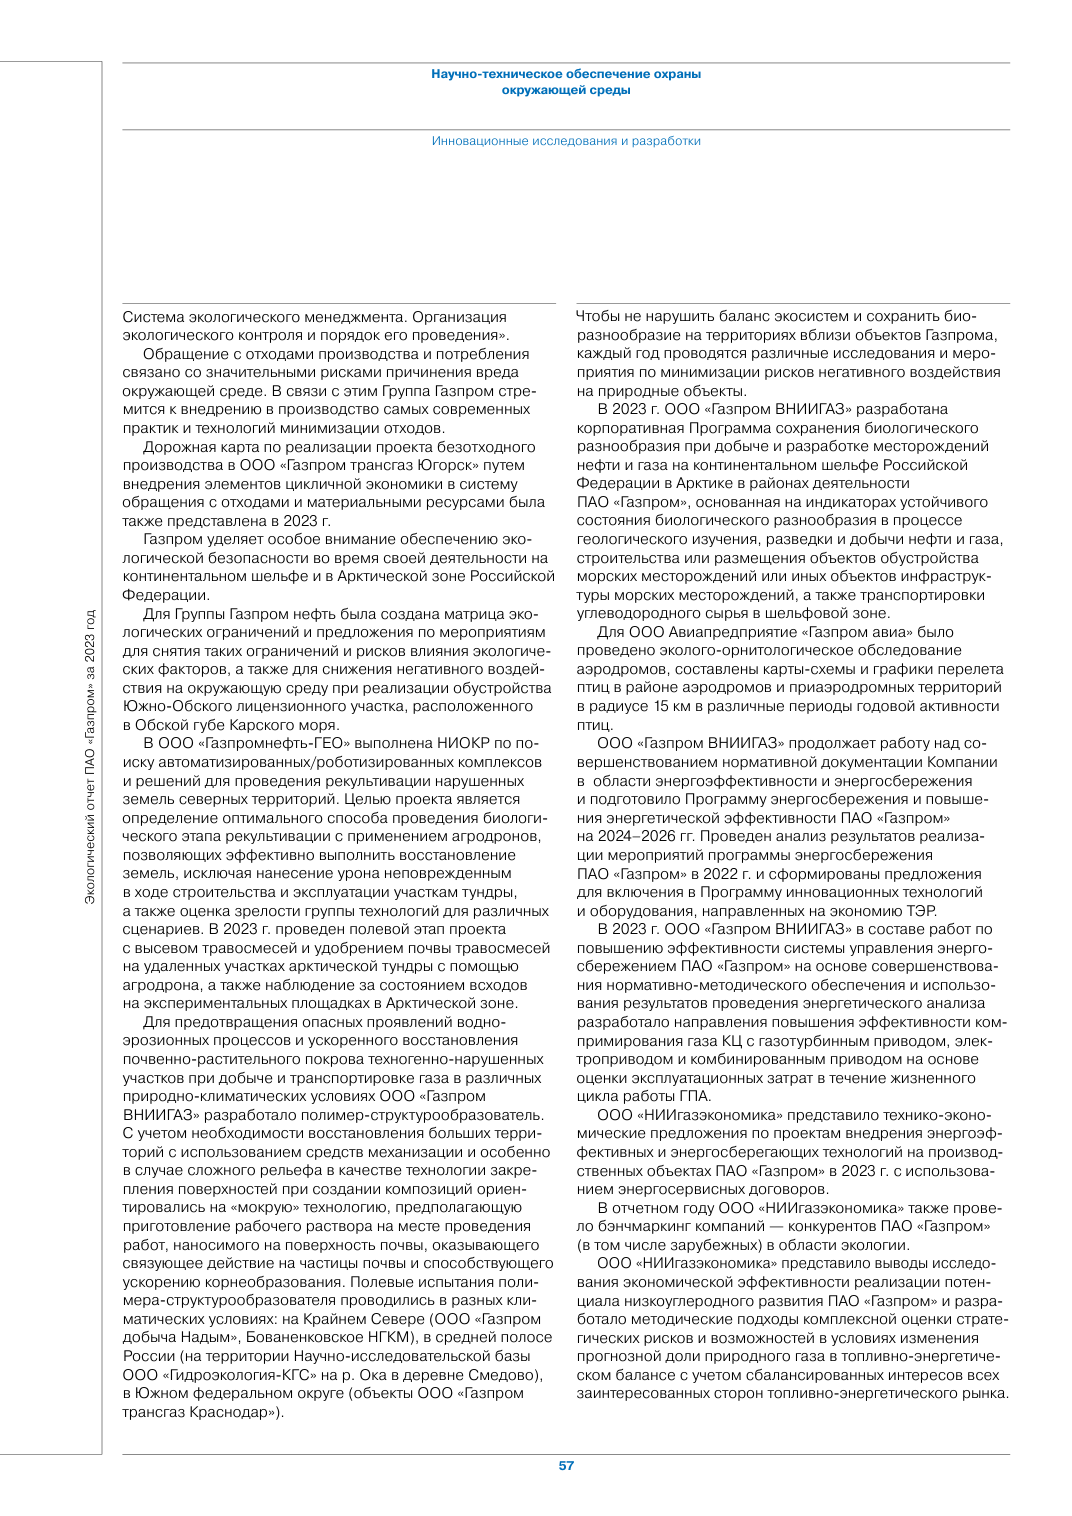 Научно-техническое обеспечение охраны
окружающей среды
Инновационные исследования и разработки
Экологический отчет ПАО «Газпром» за 2023 год
Система экологического менеджмента. Организация
экологического контроля и порядок его проведения».
Обращение с отходами производства и потребления
связано со значительными рисками причинения вреда
окружающей среде. В связи с этим Группа Газпром стре-
мится к внедрению в производство самых современных
практик и технологий минимизации отходов.
Дорожная карта по реализации проекта безотходного
производства в ООО «Газпром трансгаз Югорск» путем
внедрения элементов цикличной экономики в систему
обращения с отходами и материальными ресурсами была
также представлена в 2023 г.
Газпром уделяет особое внимание обеспечению эко-
логической безопасности во время своей деятельности на
континентальном шельфе и в Арктической зоне Российской
Федерации.
Для Группы Газпром нефть была создана матрица эко-
логических ограничений и предложения по мероприятиям
для снятия таких ограничений и рисков влияния экологиче-
ских факторов, а также для снижения негативного воздей-
ствия на окружающую среду при реализации обустройства
Южно-Обского лицензионного участка, расположенного
в Обской губе Карского моря.
В ООО «Газпромнефть-ГЕО» выполнена НИОКР по по-
иску автоматизированных/роботизированных комплексов
и решений для проведения рекультивации нарушенных
земель северных территорий. Целью проекта является
определение оптимального способа проведения биологи-
ческого этапа рекультивации с применением агродронов,
позволяющих эффективно выполнить восстановление
земель, исключая нанесение урона неповрежденным
в ходе строительства и эксплуатации участкам тундры,
а также оценка зрелости группы технологий для различных
сценариев. В 2023 г. проведен полевой этап проекта
с высевом травосмесей и удобрением почвы травосмесей
на удаленных участках арктической тундры с помощью
агродрона, а также наблюдение за состоянием всходов
на экспериментальных площадках в Арктической зоне.
Для предотвращения опасных проявлений водно-
эрозионных процессов и ускоренного восстановления
почвенно-растительного покрова техногенно-нарушенных
участков при добыче и транспортировке газа в различных
природно-климатических условиях ООО «Газпром
ВНИИГАЗ» разработало полимер-структурообразователь.
С учетом необходимости восстановления больших терри-
торий с использованием средств механизации и особенно
в случае сложного рельефа в качестве технологии закре-
пления поверхностей при создании композиций ориен-
тировались на «мокрую» технологию, предполагающую
приготовление рабочего раствора на месте проведения
работ, наносимого на поверхность почвы, оказывающего
связующее действие на частицы почвы и способствующего
ускорению корнеобразования. Полевые испытания поли-
мера-структурообразователя проводились в разных кли-
матических условиях: на Крайнем Севере (ООО «Газпром
добыча Надым», Бованенковское НГКМ), в средней полосе
России (на территории Научно-исследовательской базы
ООО «Гидроэкология-КГС» на р. Ока в деревне Смедово),
в Южном федеральном округе (объекты ООО «Газпром
трансгаз Краснодар»).
Чтобы не нарушить баланс экосистем и сохранить био-
разнообразие на территориях вблизи объектов Газпрома,
каждый год проводятся различные исследования и меро-
приятия по минимизации рисков негативного воздействия
на природные объекты.
В 2023 г. ООО «Газпром ВНИИГАЗ» разработана
корпоративная Программа сохранения биологического
разнообразия при добыче и разработке месторождений
нефти и газа на континентальном шельфе Российской
Федерации в Арктике в районах деятельности
ПАО «Газпром», основанная на индикаторах устойчивого
состояния биологического разнообразия в процессе
геологического изучения, разведки и добычи нефти и газа,
строительства или размещения объектов обустройства
морских месторождений или иных объектов инфраструк-
туры морских месторождений, а также транспортировки
углеводородного сырья в шельфовой зоне.
Для ООО Авиапредприятие «Газпром авиа» было
проведено эколого-орнитологическое обследование
аэродромов, составлены карты-схемы и графики перелета
птиц в районе аэродромов и приаэродромных территорий
в радиусе 15 км в различные периоды годовой активности
птиц.
ООО «Газпром ВНИИГАЗ» продолжает работу над со-
вершенствованием нормативной документации Компании
в области энергоэффективности и энергосбережения
и подготовило Программу энергосбережения и повыше-
ния энергетической эффективности ПАО «Газпром»
на 2024–2026 гг. Проведен анализ результатов реализа-
ции мероприятий программы энергосбережения
ПАО «Газпром» в 2022 г. и сформированы предложения
для включения в Программу инновационных технологий
и оборудования, направленных на экономию ТЭР.
В 2023 г. ООО «Газпром ВНИИГАЗ» в составе работ по
повышению эффективности системы управления энерго-
сбережением ПАО «Газпром» на основе совершенствова-
ния нормативно-методического обеспечения и использо-
вания результатов проведения энергетического анализа
разработало направления повышения эффективности ком-
примирования газа КЦ с газотурбинным приводом, элек-
троприводом и комбинированным приводом на основе
оценки эксплуатационных затрат в течение жизненного
цикла работы ГПА.
ООО «НИИгазэкономика» представило технико-эконо-
мические предложения по проектам внедрения энергоэф-
фективных и энергосберегающих технологий на производ-
ственных объектах ПАО «Газпром» в 2023 г. с использова-
нием энергосервисных договоров.
В отчетном году ООО «НИИгазэкономика» также прове-
ло бэнчмаркинг компаний — конкурентов ПАО «Газпром»
(в том числе зарубежных) в области экологии.
ООО «НИИгазэкономика» представило выводы исследо-
вания экономической эффективности реализации потен-
циала низкоуглеродного развития ПАО «Газпром» и разра-
ботало методические подходы комплексной оценки страте-
гических рисков и возможностей в условиях изменения
прогнозной доли природного газа в топливно-энергетиче-
ском балансе с учетом сбалансированных интересов всех
заинтересованных сторон топливно-энергетического рынка.
57